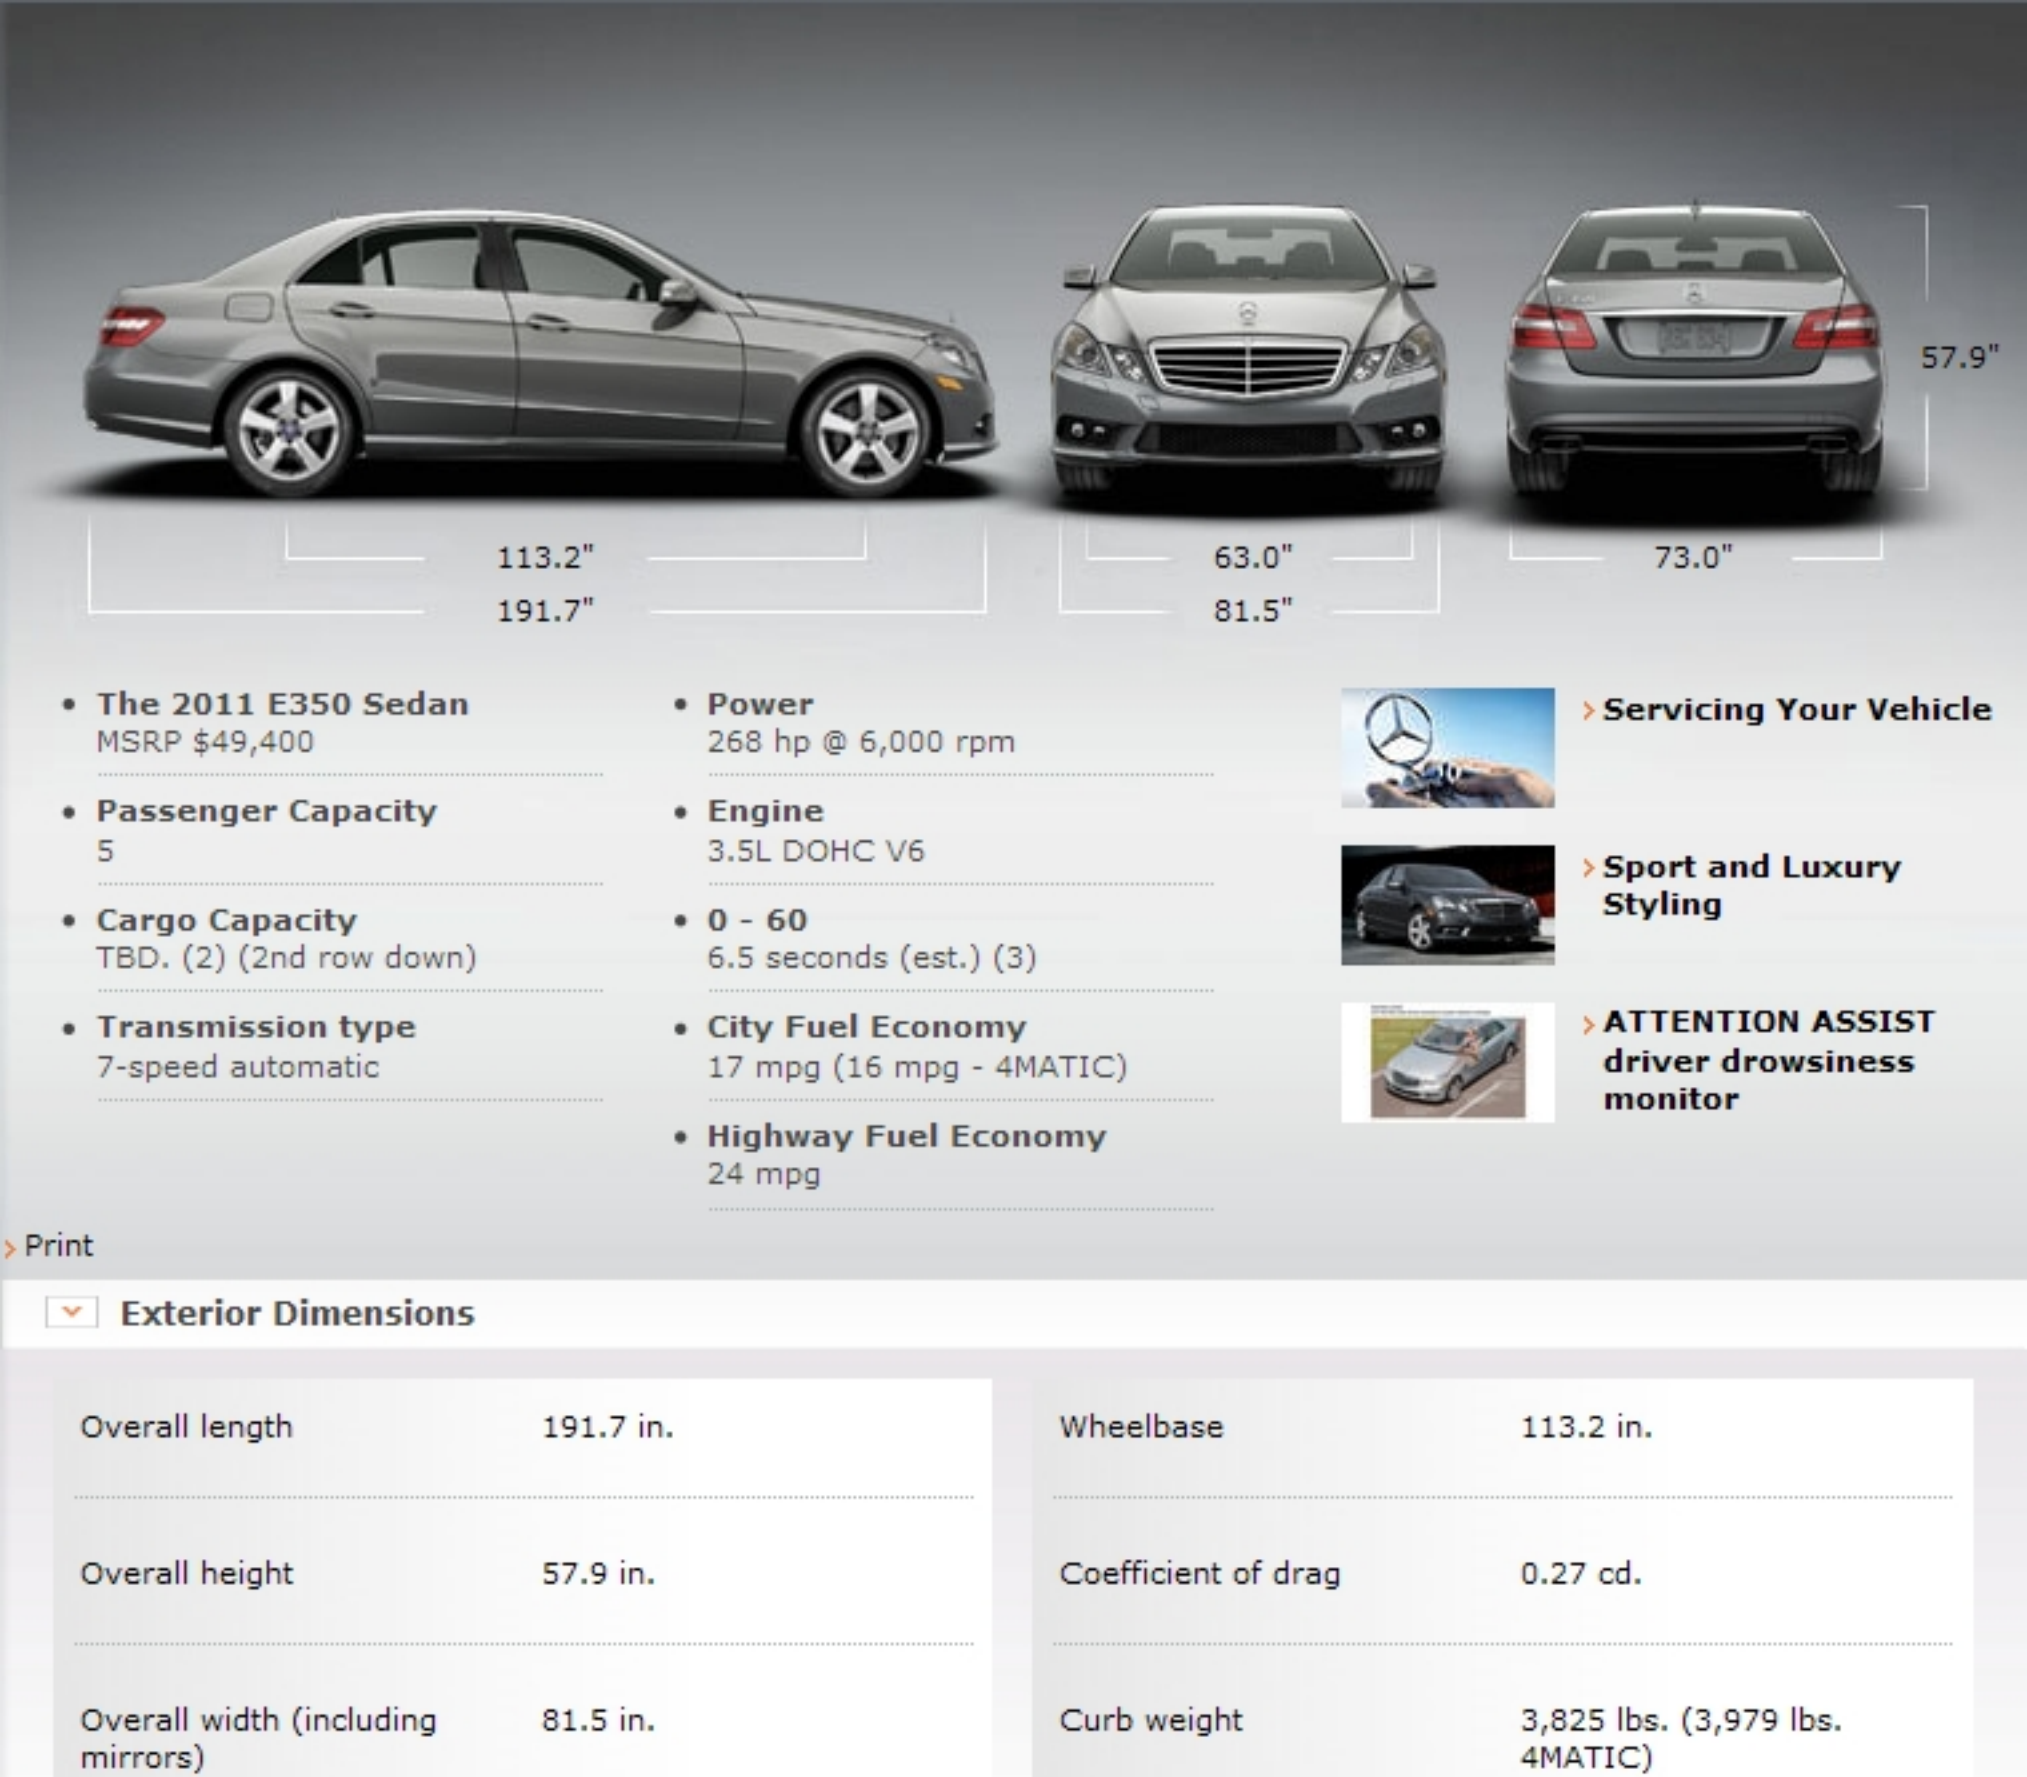 57.9"
113.2"
191.7"
63.0"
81.5"
73.0"
• The 2011 E350 Sedan
MSRP $49,400
• Passenger Capacity
5
• Cargo Capacity
TBD. (2) (2nd row down)
• Transmission type
7-speed automatic
• Power
268 hp @ 6,000 rpm
• Engine
3.5L DOHC V6
• 0 - 60
6.5 seconds (est.) (3)
• City Fuel Economy
17 mpg (16 mpg - 4MATIC)
• Highway Fuel Economy
24 mpg
Servicing Your Vehicle
Sport and Luxury
Styling
ATTENTION ASSIST
driver drowsiness
monitor
Print
Exterior Dimensions
Overall length 191.7 in.
Overall height 57.9 in.
Overall width (including 81.5 in.
mirrors)
Wheelbase 113.2 in.
Coefficient of drag 0.27 cd.
Curb weight 3,825 lbs. (3,979 lbs.
4MATIC)